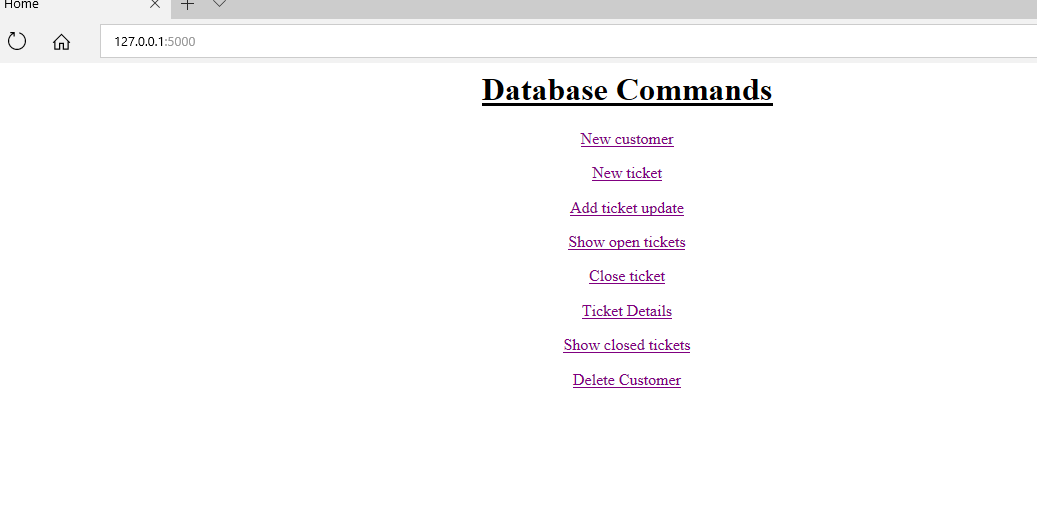 Home
127.0.0.1:5000
Database Commands
New customer
New ticket
Add ticket update
Show open tickets
Close ticket
Ticket Details
Show closed tickets
Delete Customer